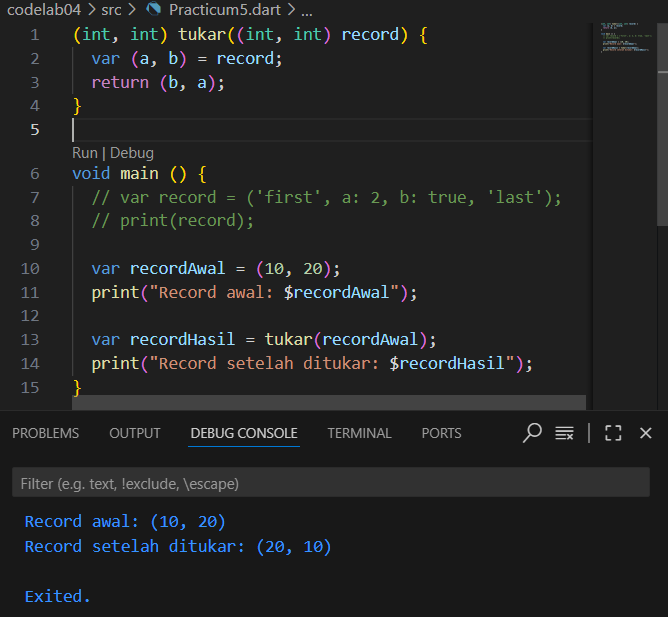 codelab04 > src > Practicum5.dart > ...
1 (int, int) tukar((int, int) record) {
2 var (a, b) = record;
3 return (b, a);
4 }
5
Run | Debug
6 void main () {
7 // var record = ('first', a: 2, b: true, 'last');
8 // print(record);
9
10 var recordAwal = (10, 20);
11 print("Record awal: $recordAwal");
12
13 var recordHasil = tukar(recordAwal);
14 print("Record setelah ditukar: $recordHasil");
15 }
PROBLEMS OUTPUT DEBUG CONSOLE TERMINAL PORTS
Filter (e.g. text, !exclude, \escape)
Record awal: (10, 20)
Record setelah ditukar: (20, 10)
Exited.